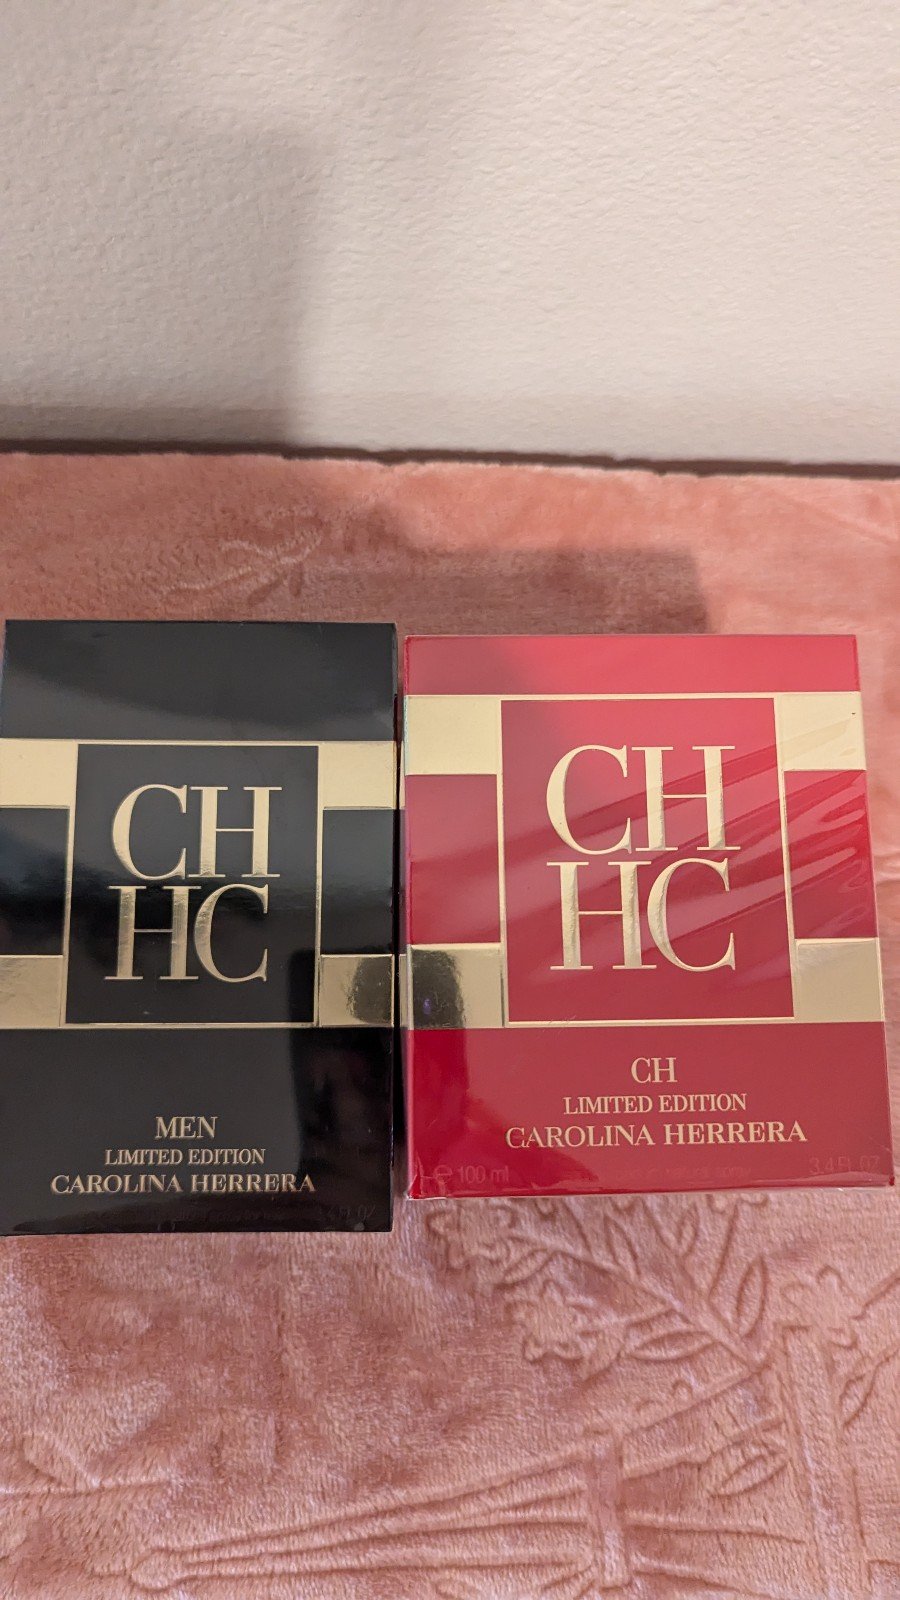 CH
HC
MEN
LIMITED EDITION
CAROLINA HERRERA
CH
HC
CH
LIMITED EDITION
CAROLINA HERRERA
e 100 ml
3.4 FL OZ